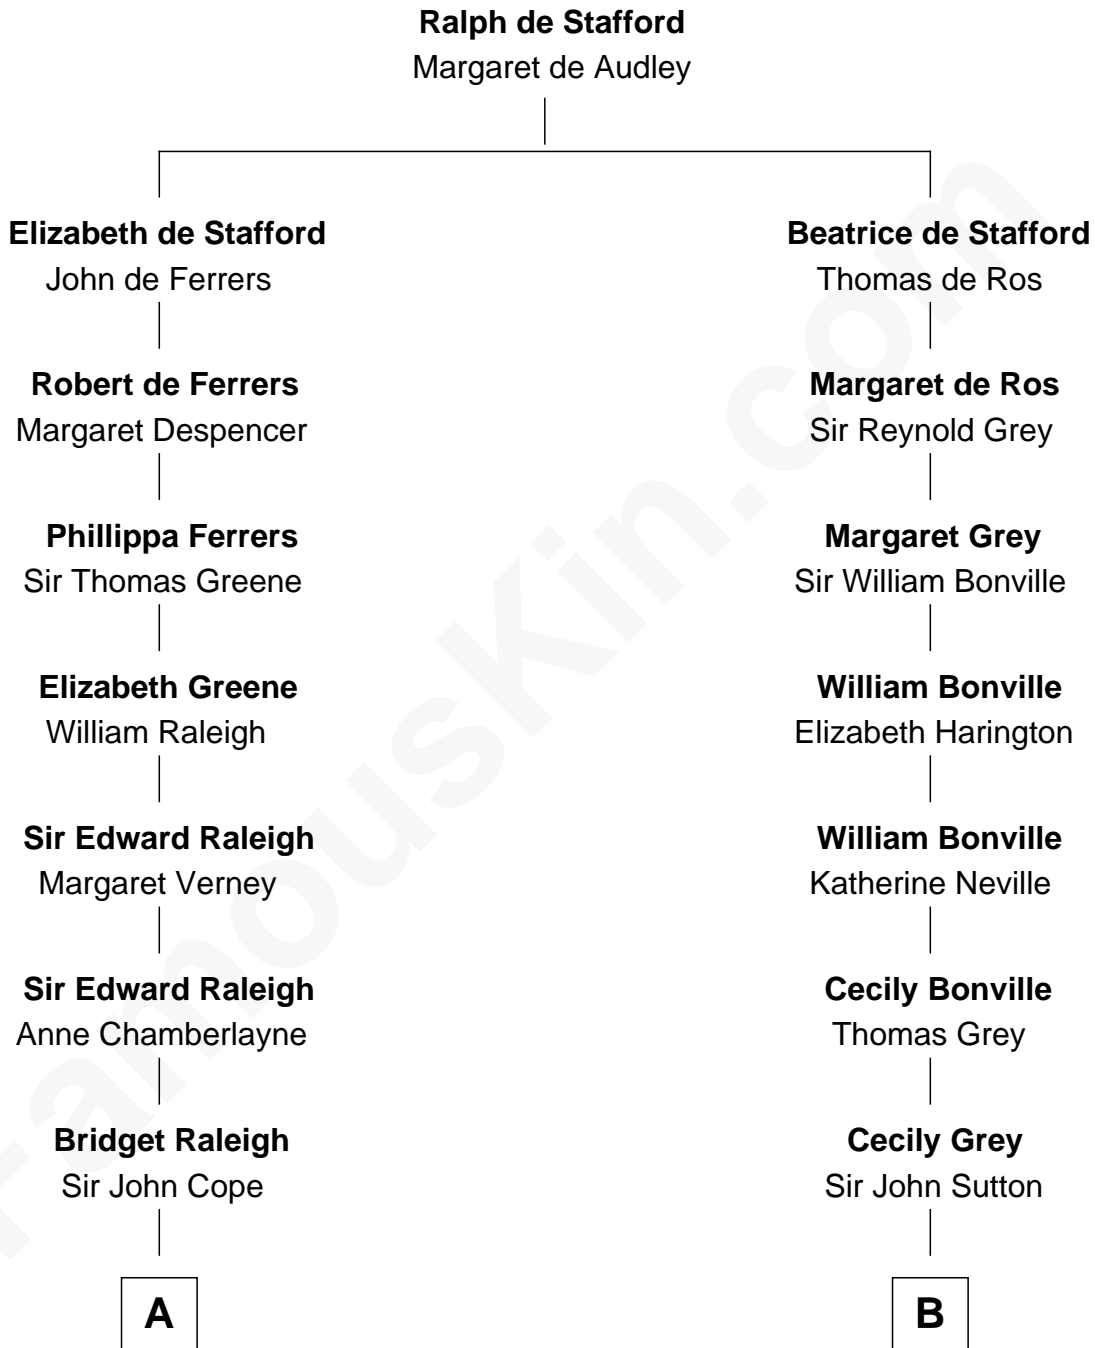 Ralph de Stafford
Margaret de Audley
Elizabeth de Stafford
John de Ferrers
Robert de Ferrers
Margaret Despencer
Phillippa Ferrers
Sir Thomas Greene
Elizabeth Greene
William Raleigh
Sir Edward Raleigh
Margaret Verney
Sir Edward Raleigh
Anne Chamberlayne
Bridget Raleigh
Sir John Cope
A
Beatrice de Stafford
Thomas de Ros
Margaret de Ros
Sir Reynold Grey
Margaret Grey
Sir William Bonville
William Bonville
Elizabeth Harington
William Bonville
Katherine Neville
Cecily Bonville
Thomas Grey
Cecily Grey
Sir John Sutton
B
FamousKin.com